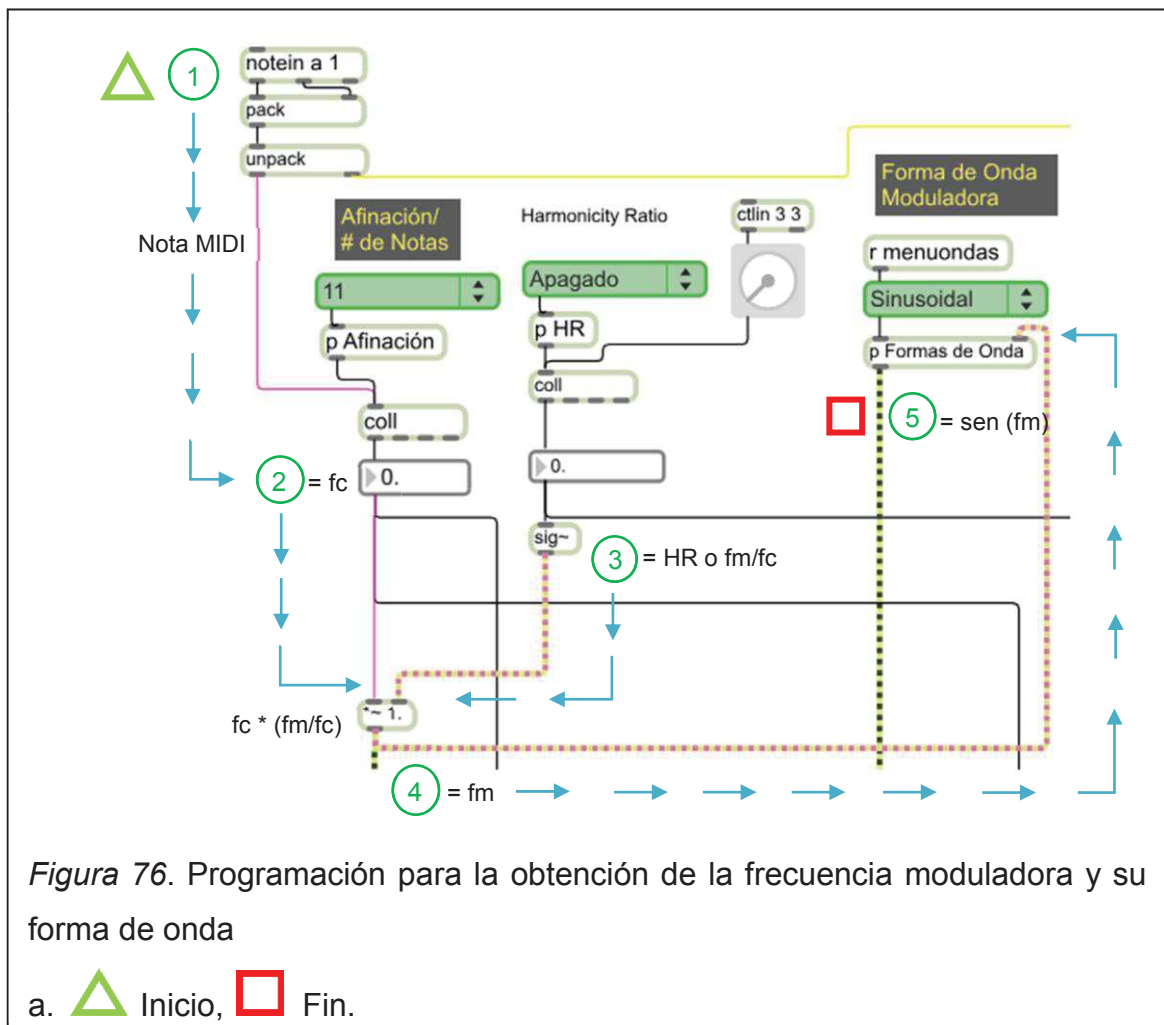 1
notein a 1
pack
unpack
Nota MIDI
Afinación/
# de Notas
11
p Afinación
coll
2 = fc
0.
Harmonicity Ratio
Apagado
p HR
coll
0.
sig~
3 = HR o fm/fc
ctlin 3 3
Forma de Onda
Moduladora
r menuondas
Sinusoidal
p Formas de Onda
5 = sen (fm)
*~ 1.
fc * (fm/fc)
4 = fm
Figura 76. Programación para la obtención de la frecuencia moduladora y su
forma de onda
a. Inicio, Fin.